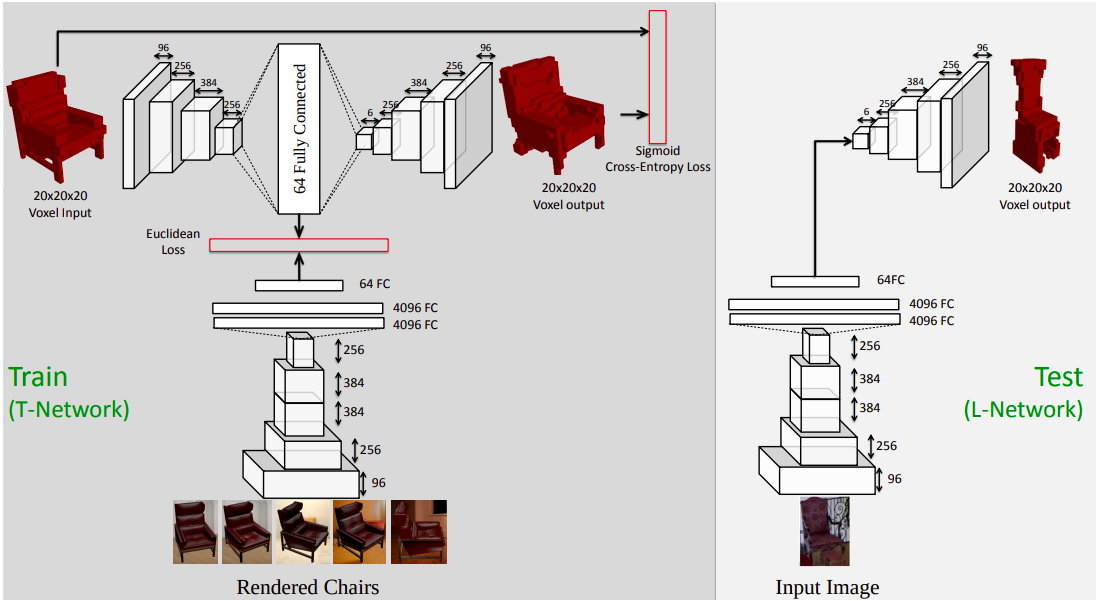 96
256
384
256
64 Fully Connected
6
256
384
256
96
20x20x20
Voxel Input
20x20x20
Voxel output
Sigmoid
Cross-Entropy Loss
Euclidean
Loss
64 FC
4096 FC
4096 FC
256
384
384
256
96
Train
(T-Network)
Rendered Chairs
6
256
384
256
96
20x20x20
Voxel output
64FC
4096 FC
4096 FC
256
384
384
256
96
Test
(L-Network)
Input Image